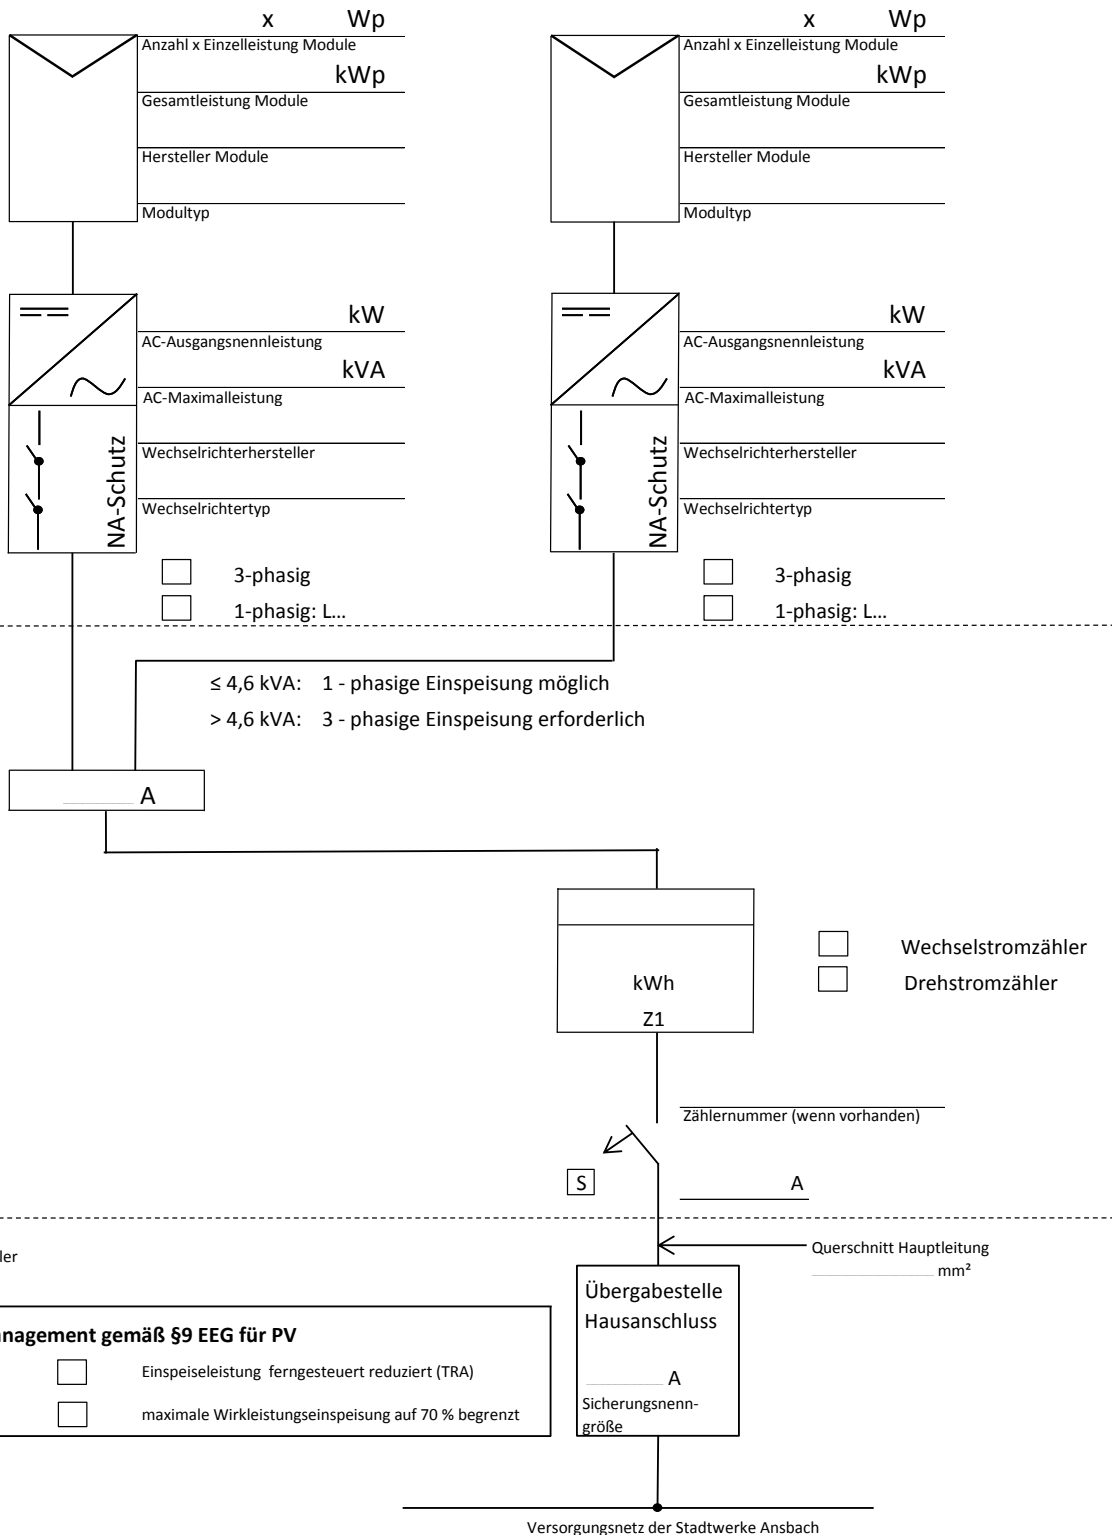 x Wp
Anzahl x Einzelleistung Module
kWp
Gesamtleistung Module
Hersteller Module
Modultyp
kW
AC-Ausgangsnennleistung
kVA
AC-Maximalleistung
Wechselrichterhersteller
Wechselrichtertyp
NA-Schutz
3-phasig
1-phasig: L...
x Wp
Anzahl x Einzelleistung Module
kWp
Gesamtleistung Module
Hersteller Module
Modultyp
kW
AC-Ausgangsnennleistung
kVA
AC-Maximalleistung
Wechselrichterhersteller
Wechselrichtertyp
NA-Schutz
3-phasig
1-phasig: L...
≤ 4,6 kVA: 1 - phasige Einspeisung möglich
> 4,6 kVA: 3 - phasige Einspeisung erforderlich
A
kWh
Z1
Wechselstromzähler
Drehstromzähler
Zählernummer (wenn vorhanden)
S
A
ler
Querschnitt Hauptleitung
mm²
Übergabestelle
Hausanschluss
A
Sicherungsnenn-
größe
nagement gemäß §9 EEG für PV
Einspeiseleistung ferngesteuert reduziert (TRA)
maximale Wirkleistungseinspeisung auf 70 % begrenzt
Versorgungsnetz der Stadtwerke Ansbach